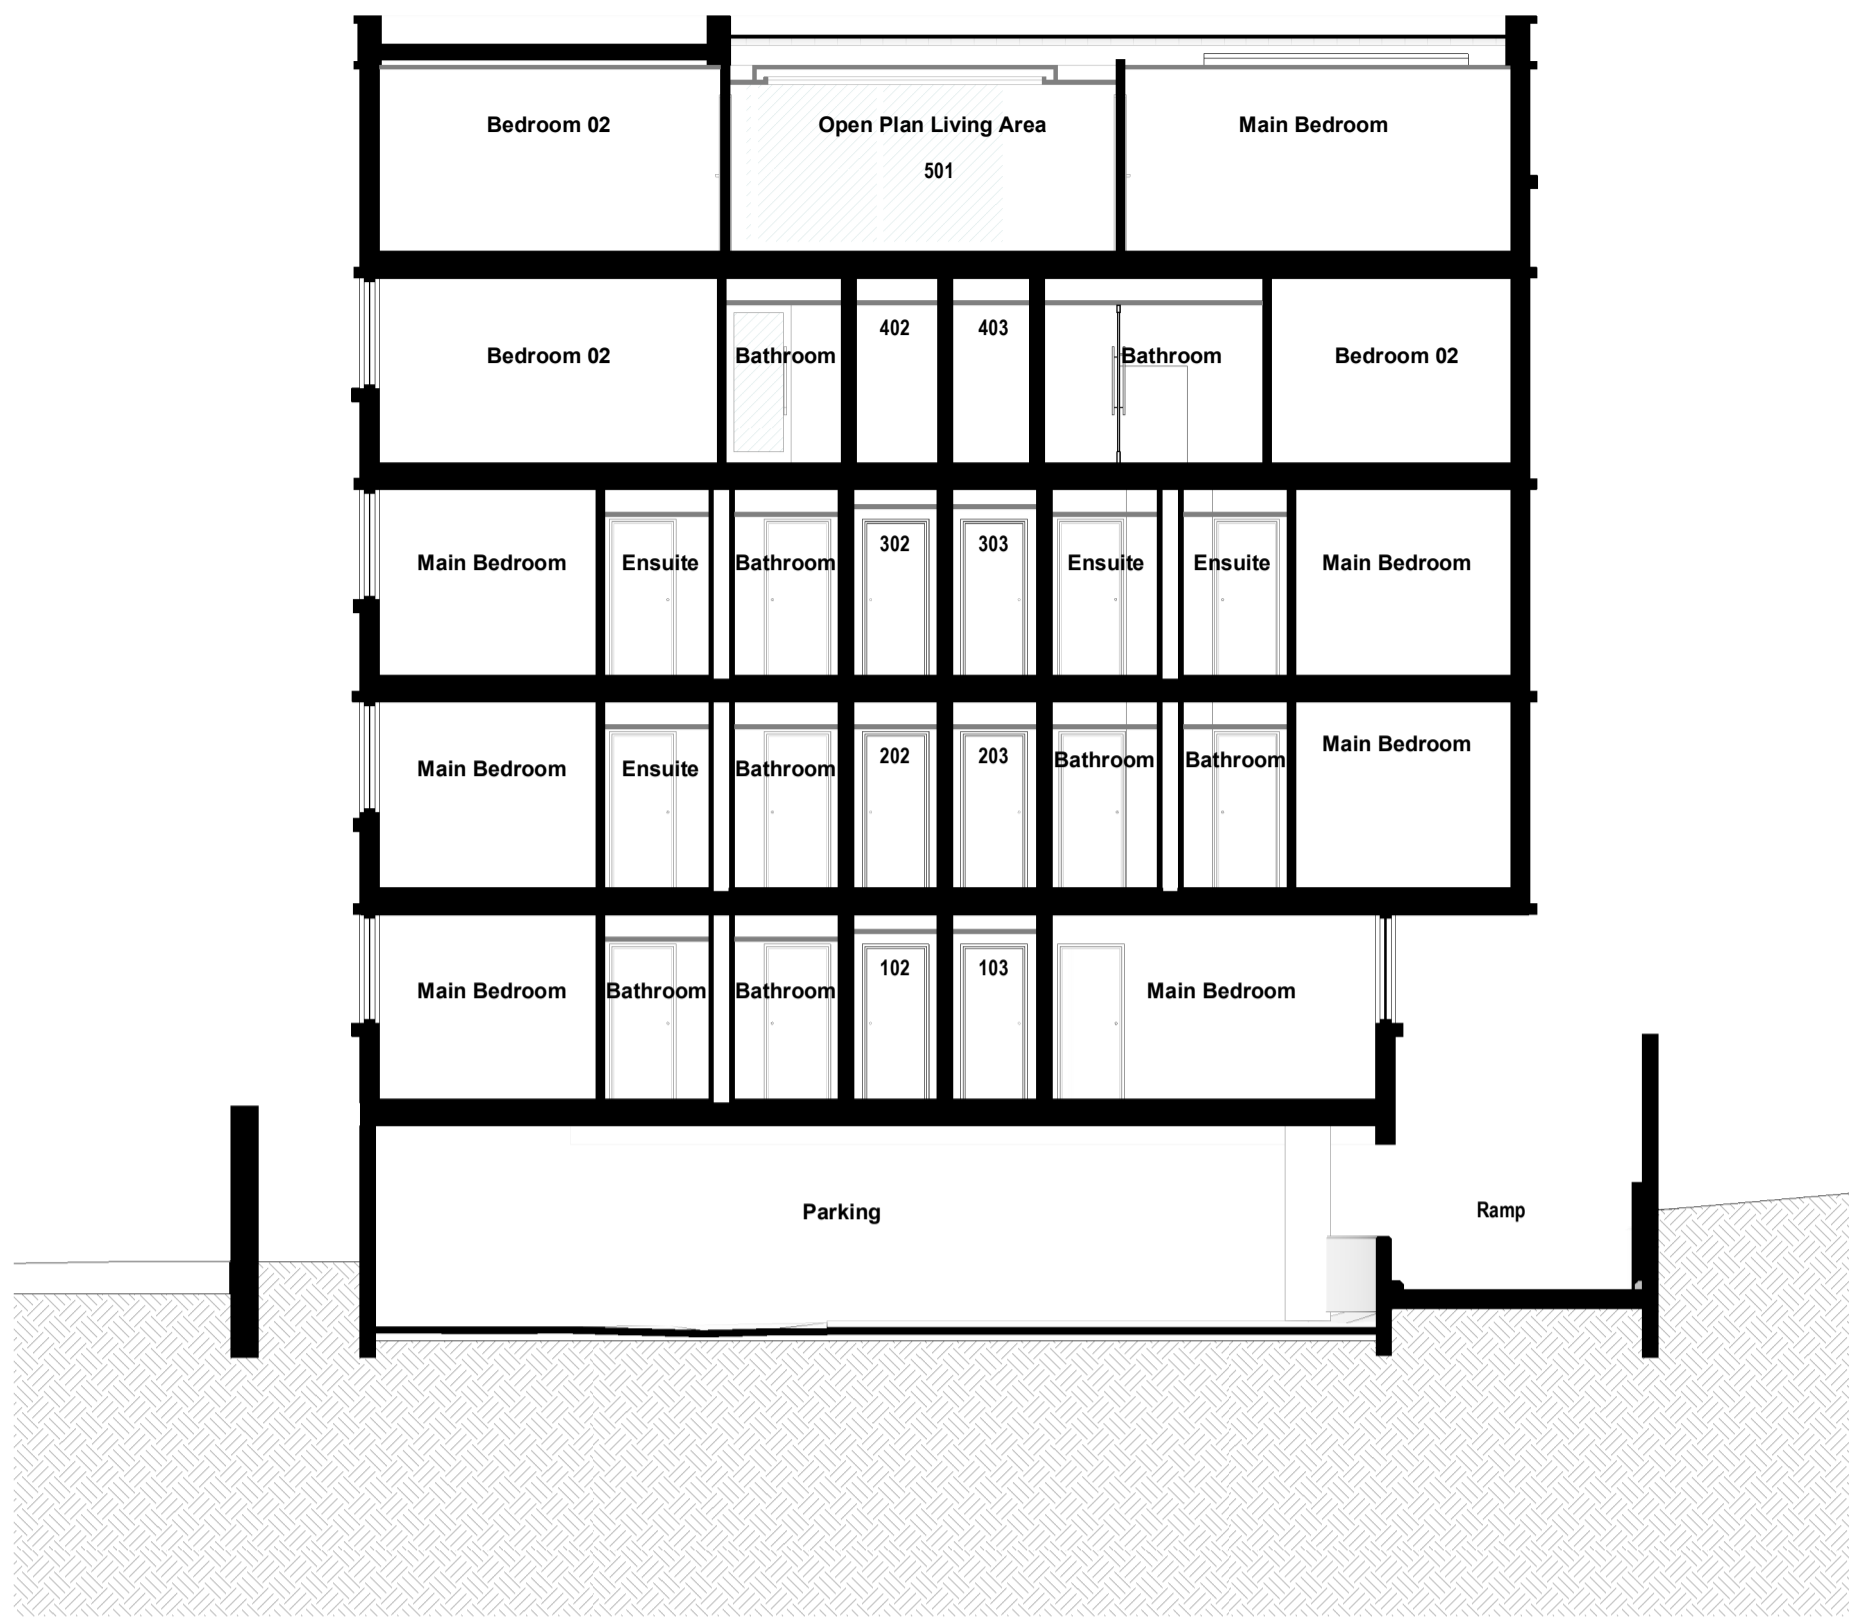 Bedroom 02
Open Plan Living Area
501
Main Bedroom
Bedroom 02
Bathroom
402
403
Bathroom
Bedroom 02
Main Bedroom
Ensuite
Bathroom
302
303
Ensuite
Ensuite
Main Bedroom
Main Bedroom
Ensuite
Bathroom
202
203
Bathroom
Bathroom
Main Bedroom
Main Bedroom
Bathroom
Bathroom
102
103
Main Bedroom
Parking
Ramp